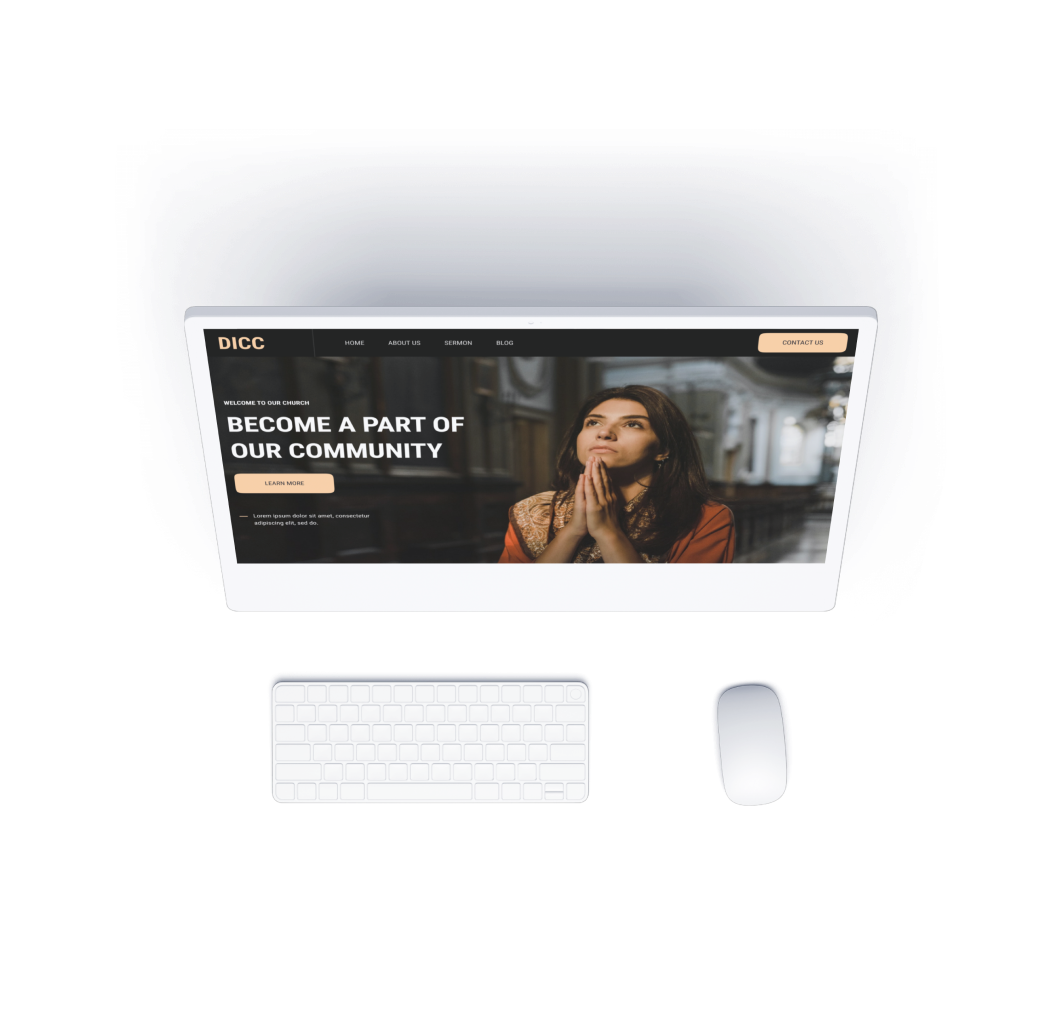 DICC
HOME ABOUT US SERMON BLOG
CONTACT US
WELCOME TO OUR CHURCH
BECOME A PART OF
OUR COMMUNITY
LEARN MORE
Lorem ipsum dolor sit amet, consectetur
adipiscing elit, sed do.